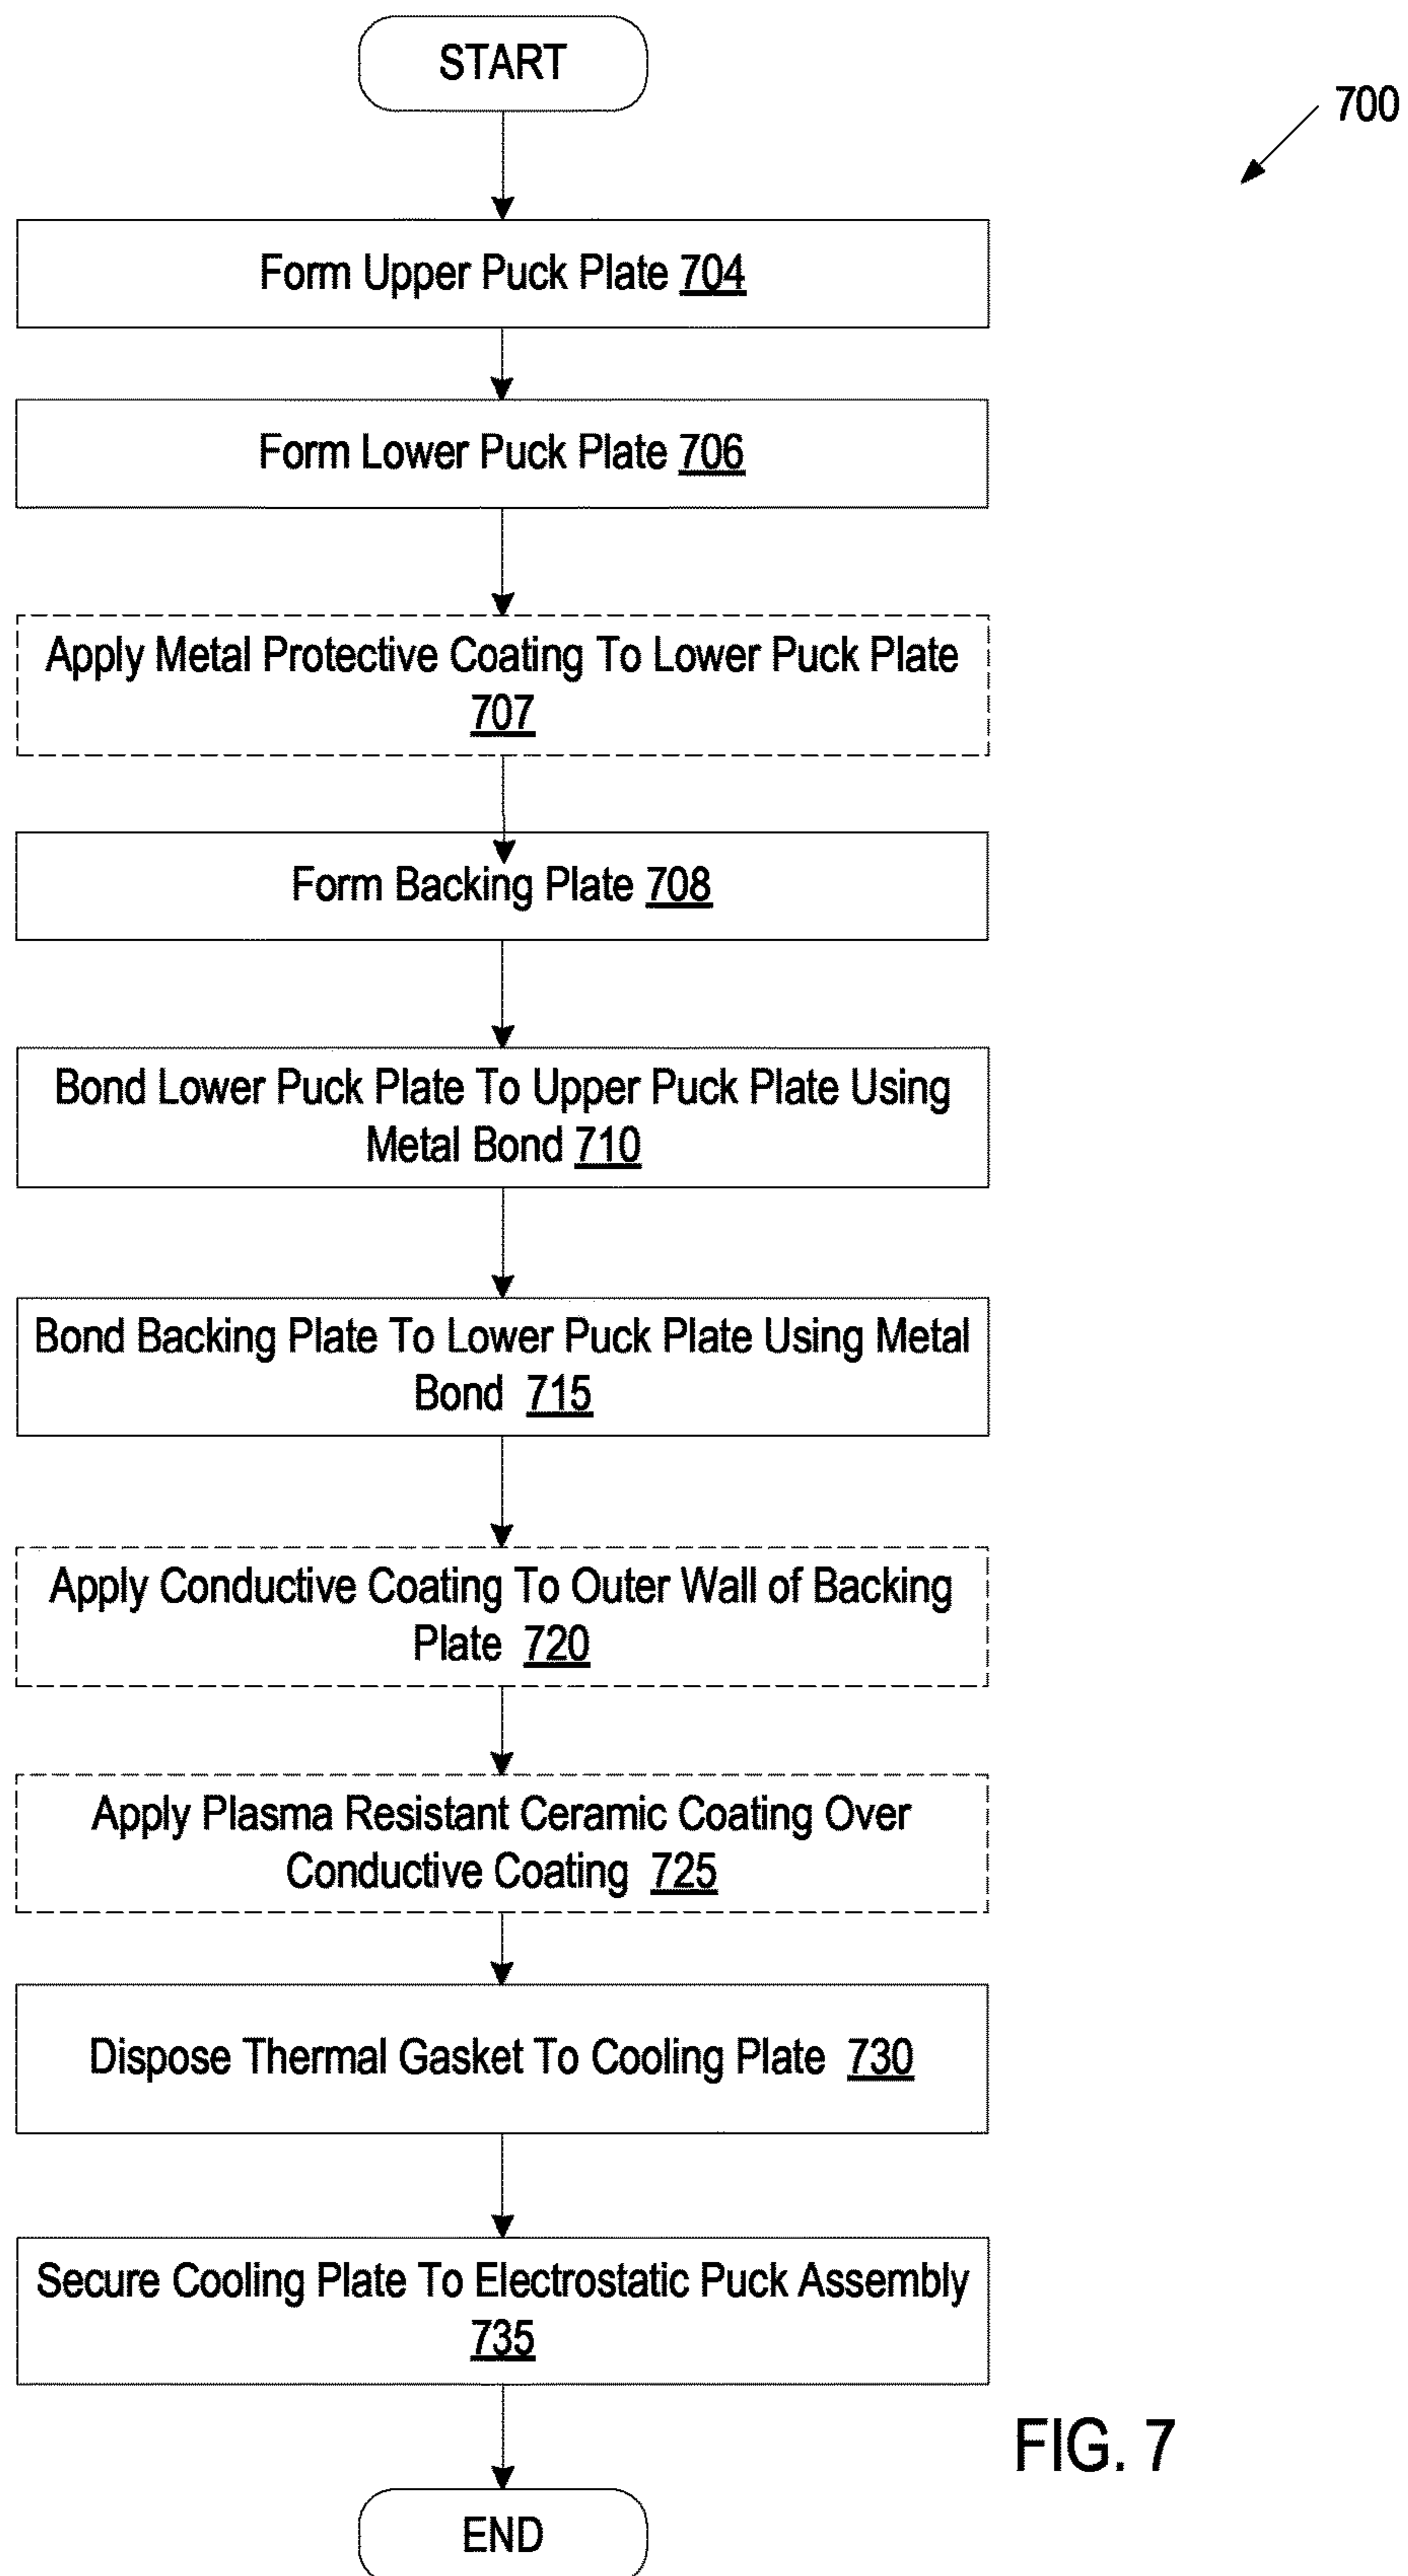 START
700
Form Upper Puck Plate 704
Form Lower Puck Plate 706
Apply Metal Protective Coating To Lower Puck Plate
707
Form Backing Plate 708
Bond Lower Puck Plate To Upper Puck Plate Using
Metal Bond 710
Bond Backing Plate To Lower Puck Plate Using Metal
Bond 715
Apply Conductive Coating To Outer Wall of Backing
Plate 720
Apply Plasma Resistant Ceramic Coating Over
Conductive Coating 725
Dispose Thermal Gasket To Cooling Plate 730
Secure Cooling Plate To Electrostatic Puck Assembly
735
FIG. 7
END